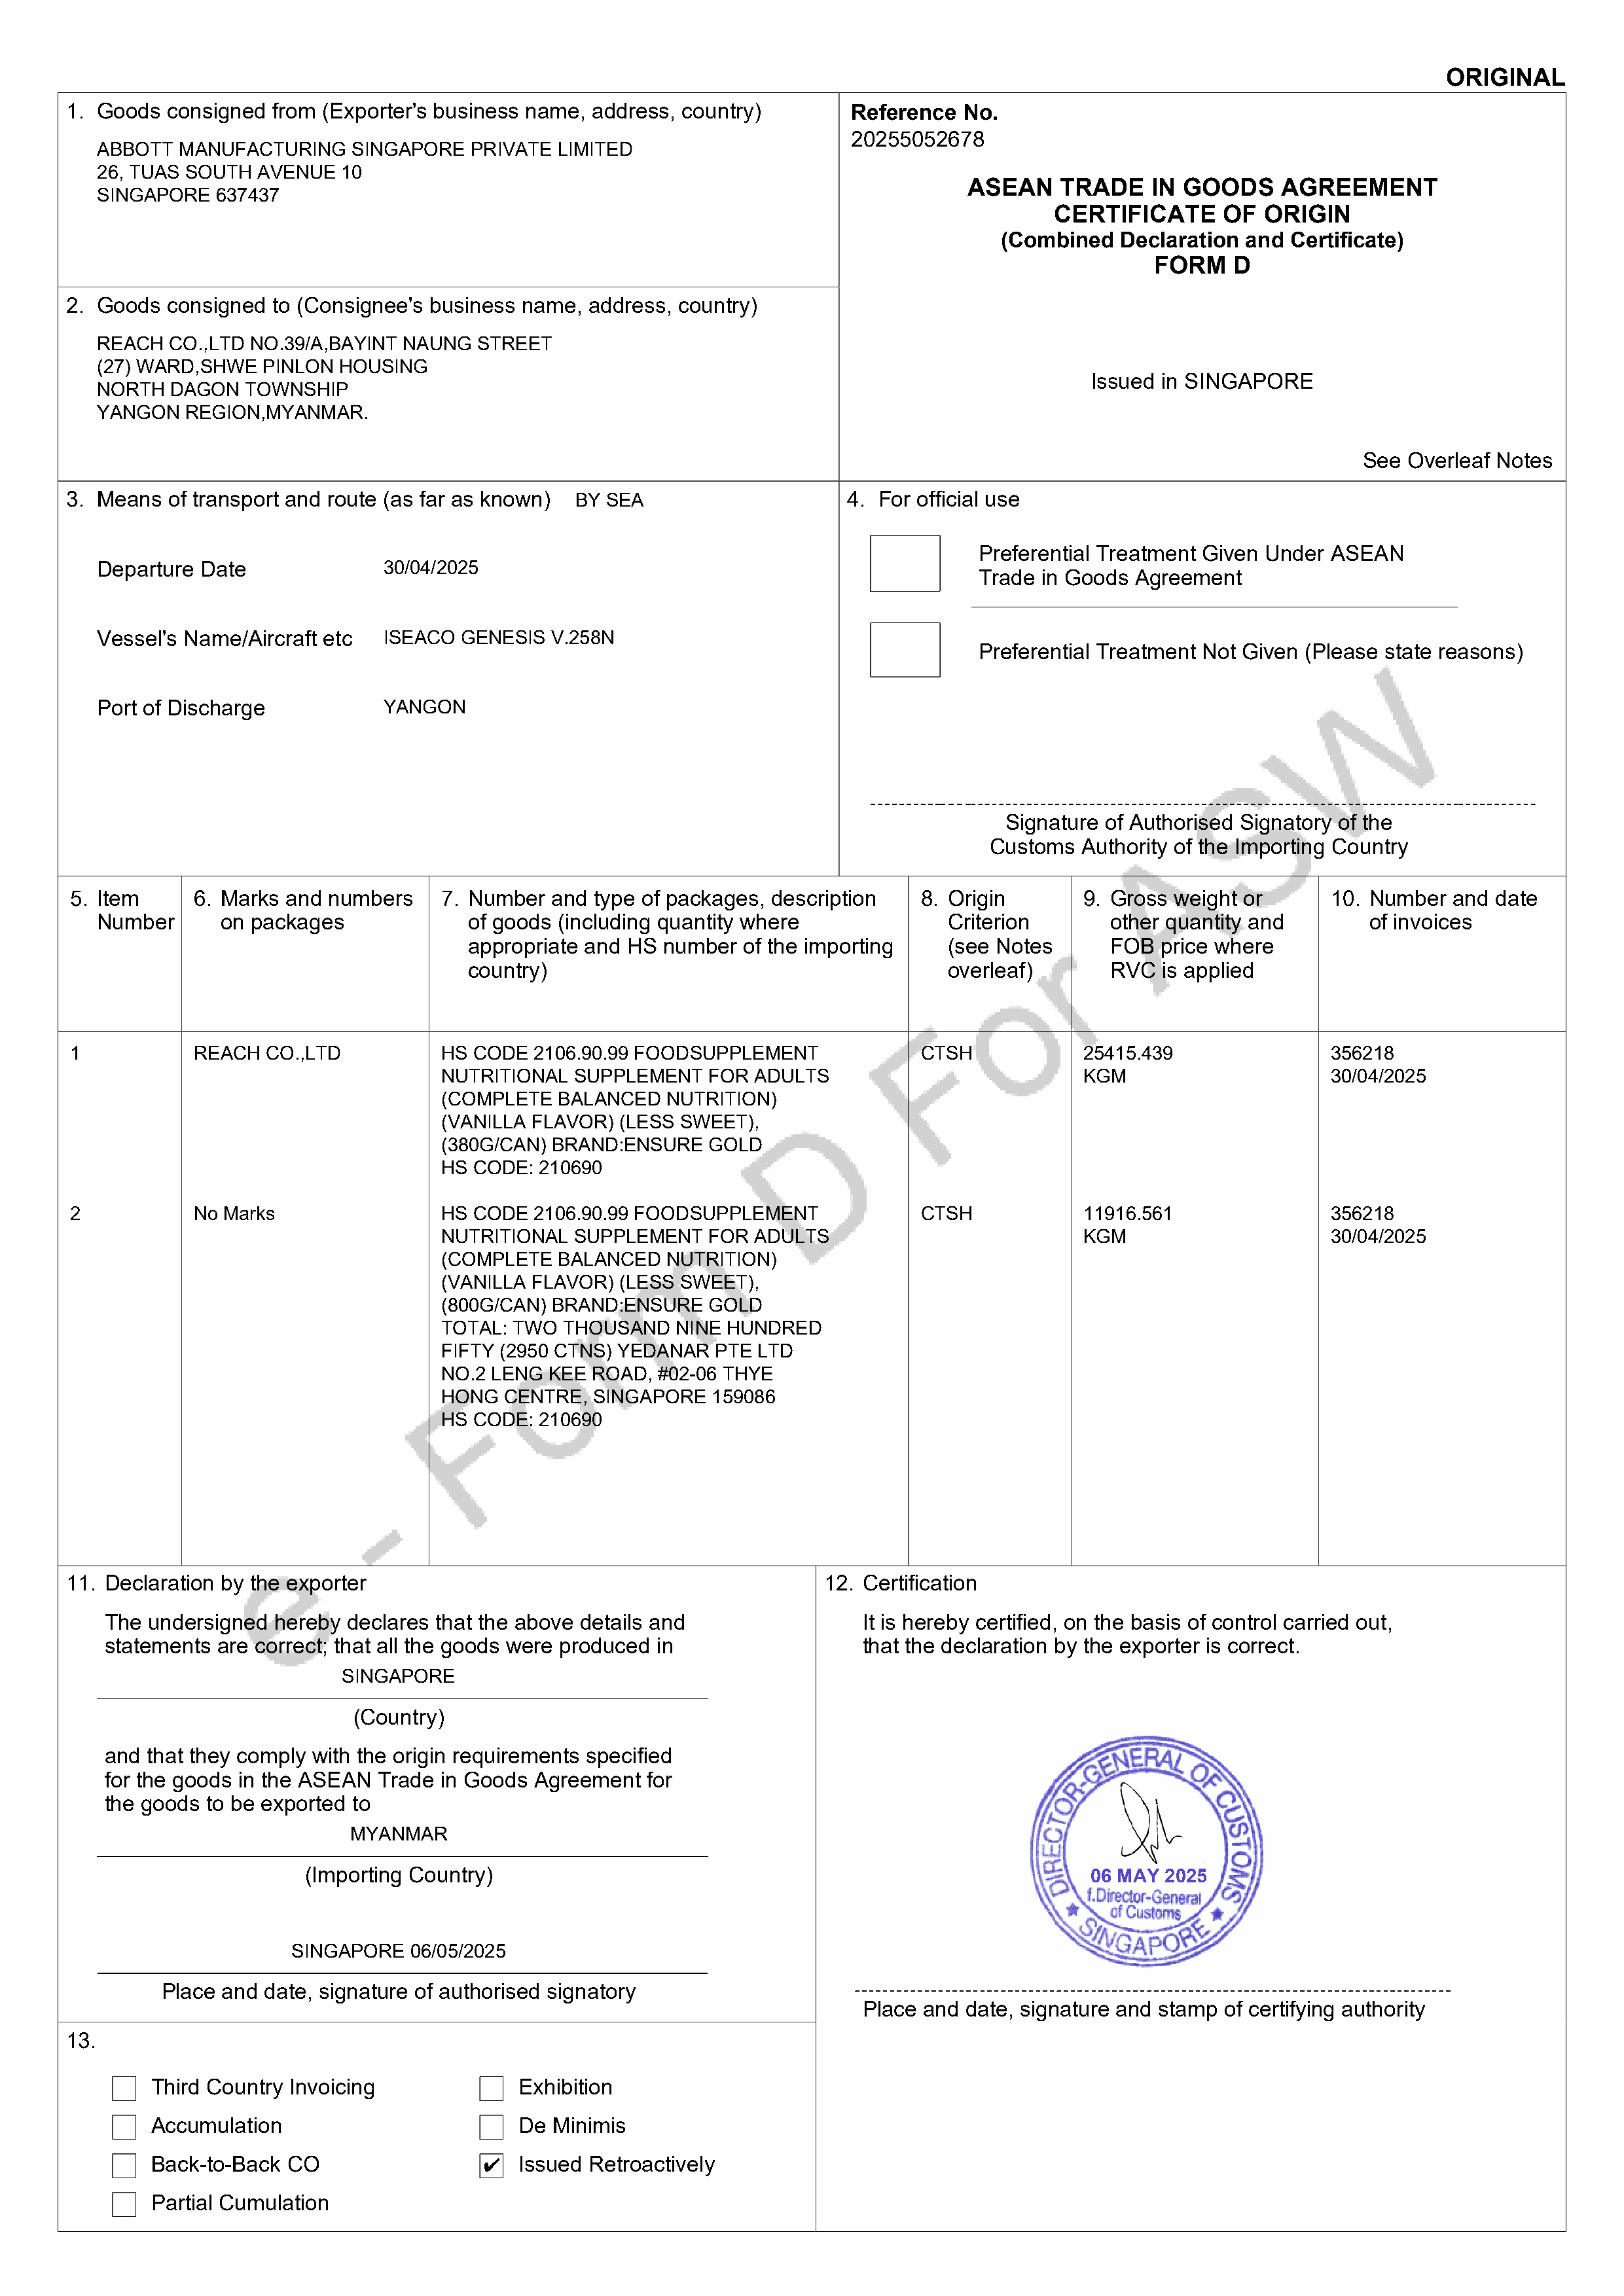 ORIGINAL
1. Goods consigned from (Exporter's business name, address, country)
ABBOTT MANUFACTURING SINGAPORE PRIVATE LIMITED
26, TUAS SOUTH AVENUE 10
SINGAPORE 637437
Reference No.
20255052678
ASEAN TRADE IN GOODS AGREEMENT
CERTIFICATE OF ORIGIN
(Combined Declaration and Certificate)
FORM D
Issued in SINGAPORE
See Overleaf Notes
2. Goods consigned to (Consignee's business name, address, country)
REACH CO.,LTD NO.39/A,BAYINT NAUNG STREET
(27) WARD,SHWE PINLON HOUSING
NORTH DAGON TOWNSHIP
YANGON REGION,MYANMAR.
3. Means of transport and route (as far as known) BY SEA
Departure Date 30/04/2025
Vessel's Name/Aircraft etc ISEACO GENESIS V.258N
Port of Discharge YANGON
4. For official use
Preferential Treatment Given Under ASEAN
Trade in Goods Agreement
Preferential Treatment Not Given (Please state reasons)
Signature of Authorised Signatory of the
Customs Authority of the Importing Country
5. Item
Number
6. Marks and numbers
on packages
7. Number and type of packages, description
of goods (including quantity where
appropriate and HS number of the importing
country)
8. Origin
Criterion
(see Notes
overleaf)
9. Gross weight or
other quantity and
FOB price where
RVC is applied
10. Number and date
of invoices
1
REACH CO.,LTD
HS CODE 2106.90.99 FOODSUPPLEMENT
NUTRITIONAL SUPPLEMENT FOR ADULTS
(COMPLETE BALANCED NUTRITION)
(VANILLA FLAVOR) (LESS SWEET),
(380G/CAN) BRAND:ENSURE GOLD
HS CODE: 210690
CTSH
25415.439
KGM
356218
30/04/2025
2
No Marks
HS CODE 2106.90.99 FOODSUPPLEMENT
NUTRITIONAL SUPPLEMENT FOR ADULTS
(COMPLETE BALANCED NUTRITION)
(VANILLA FLAVOR) (LESS SWEET),
(800G/CAN) BRAND:ENSURE GOLD
TOTAL: TWO THOUSAND NINE HUNDRED
FIFTY (2950 CTNS) YEDANAR PTE LTD
NO.2 LENG KEE ROAD, #02-06 THYE
HONG CENTRE, SINGAPORE 159086
HS CODE: 210690
CTSH
11916.561
KGM
356218
30/04/2025
e - Form D For ASW
11. Declaration by the exporter
The undersigned hereby declares that the above details and
statements are correct; that all the goods were produced in
SINGAPORE
(Country)
and that they comply with the origin requirements specified
for the goods in the ASEAN Trade in Goods Agreement for
the goods to be exported to
MYANMAR
(Importing Country)
SINGAPORE 06/05/2025
Place and date, signature of authorised signatory
12. Certification
It is hereby certified, on the basis of control carried out,
that the declaration by the exporter is correct.
DIRECTOR-GENERAL OF CUSTOMS
06 MAY 2025
f.Director-General
of Customs
★ SINGAPORE ★
Place and date, signature and stamp of certifying authority
13.
Third Country Invoicing
Exhibition
Accumulation
De Minimis
Back-to-Back CO
✔ Issued Retroactively
Partial Cumulation